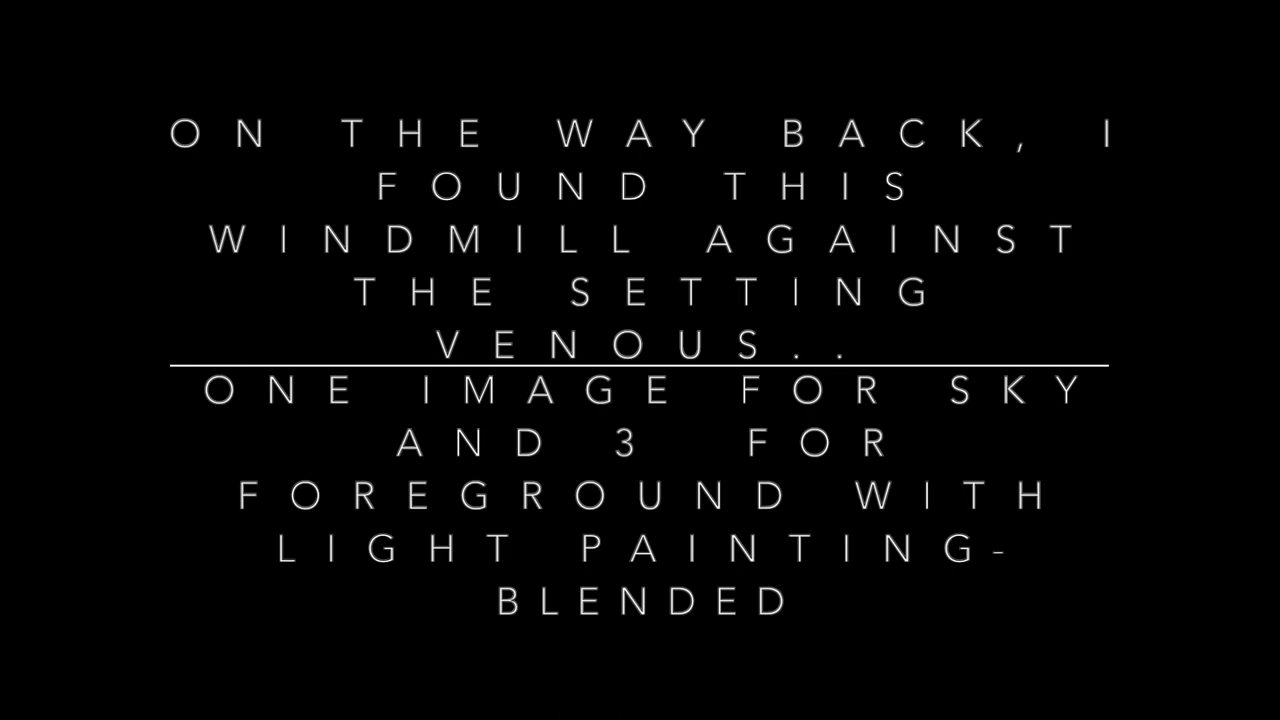 ON THE WAY BACK, I
FOUND THIS
WINDMILL AGAINST
THE SETTING
VENOUS..
ONE IMAGE FOR SKY
AND 3 FOR
FOREGROUND WITH
LIGHT PAINTING-
BLENDED